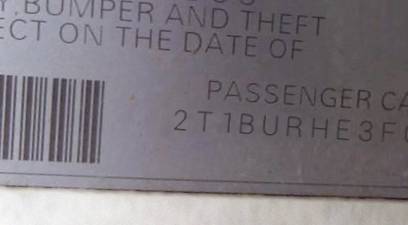 , BUMPER AND THEFT
ECT ON THE DATE OF
PASSENGER CA
2T1BURHE3F